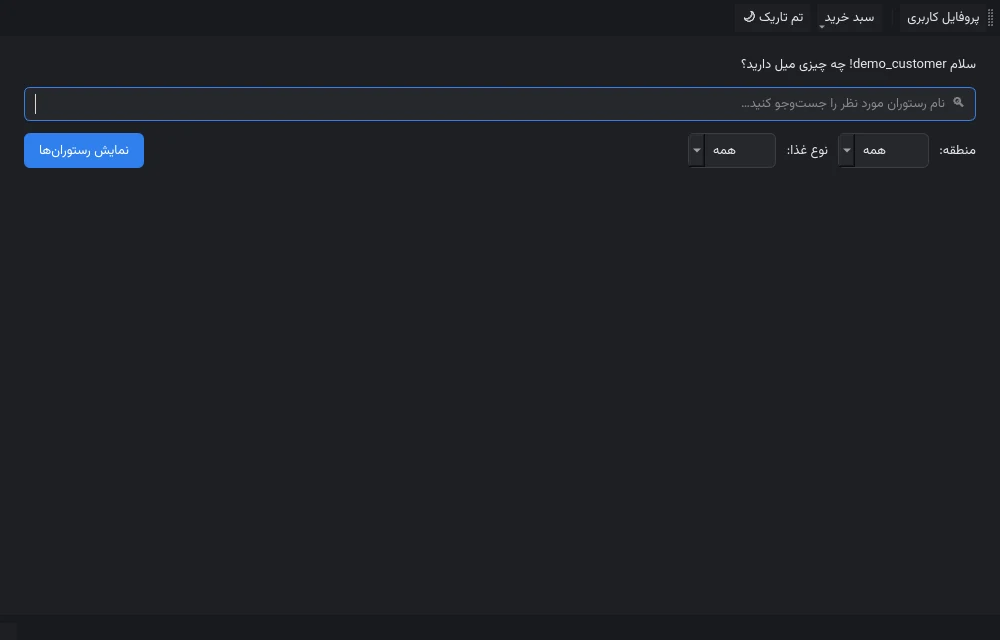 پروفایل کاربری سبد خرید تم تاریک 🌙
سلام demo_customer! چه چیزی میل دارید؟
🔍 نام رستوران مورد نظر را جست‌وجو کنید...
منطقه: همه نوع غذا: همه نمایش رستوران‌ها